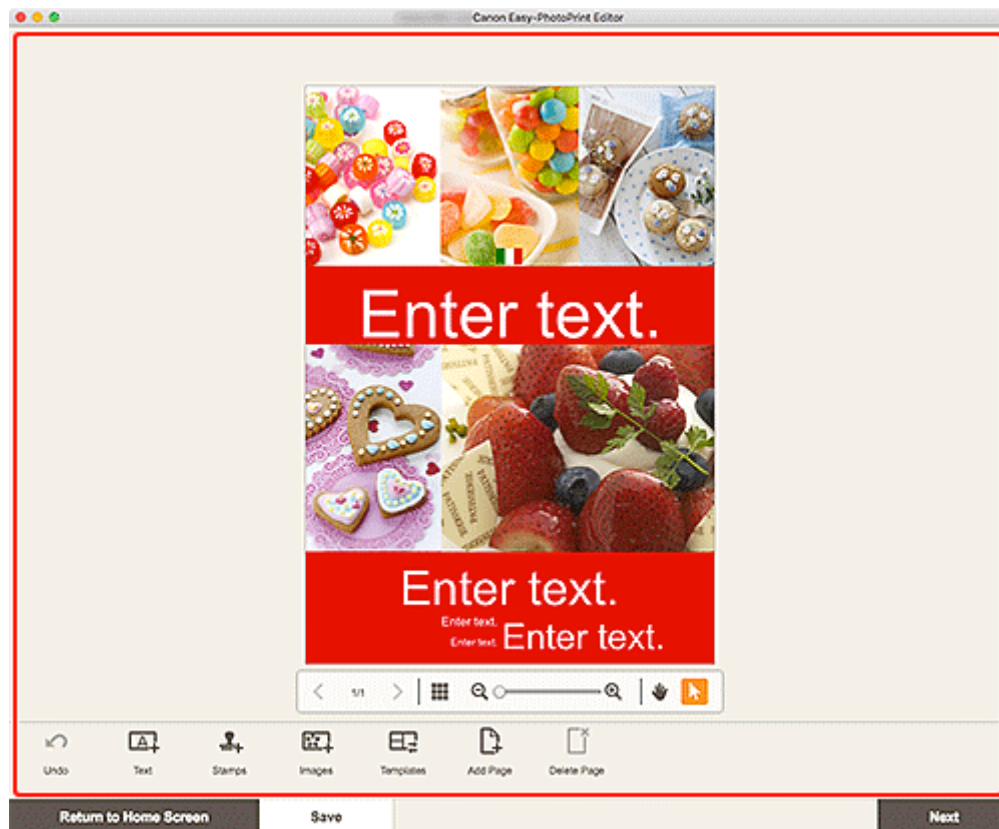 Canon Easy-PhotoPrint Editor
Enter text.
Enter text.
Enter text.
Enter text. Enter text.
1/1
Undo Text Stamps Images Templates Add Page Delete Page
Return to Home Screen Save Next